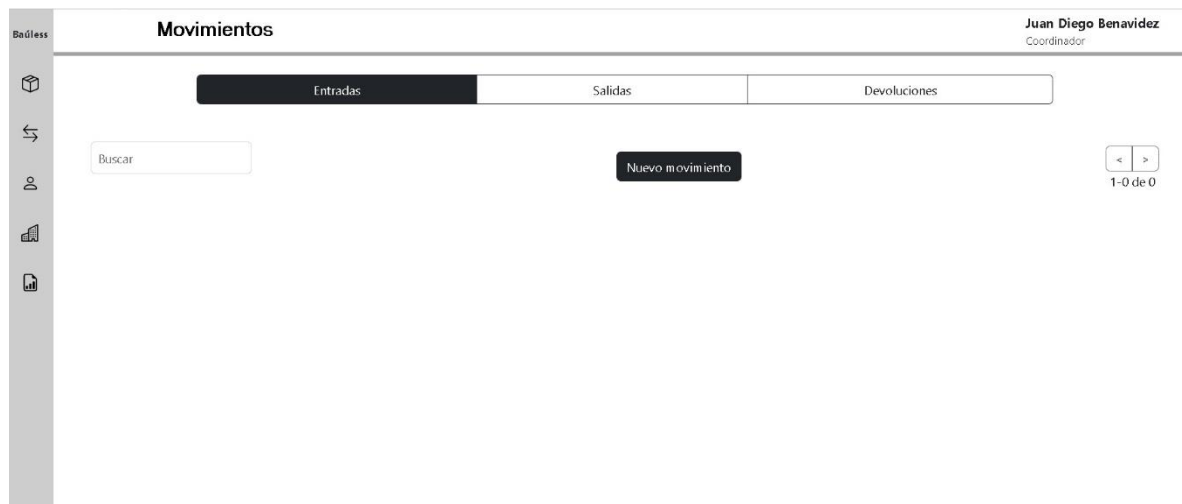 Baúless
Movimientos
Juan Diego Benavidez
Coordinador
Entradas
Salidas
Devoluciones
Buscar
Nuevo movimiento
< >
1-0 de 0